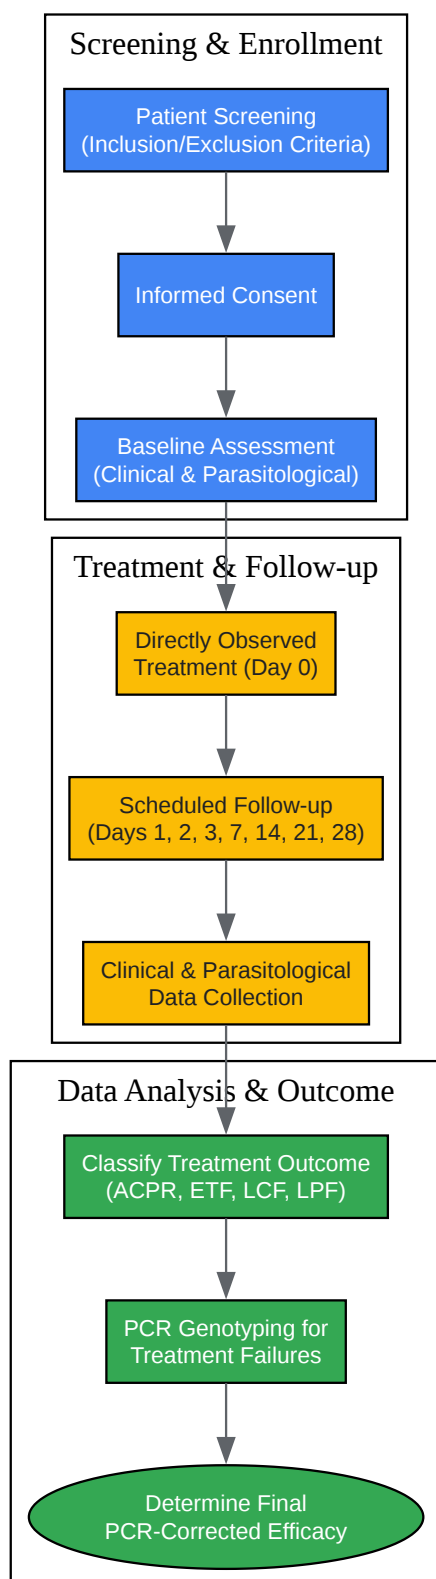 Screening & Enrollment
Patient Screening
(Inclusion/Exclusion Criteria)
Informed Consent
Baseline Assessment
(Clinical & Parasitological)
Treatment & Follow-up
Directly Observed
Treatment (Day 0)
Scheduled Follow-up
(Days 1, 2, 3, 7, 14, 21, 28)
Clinical & Parasitological
Data Collection
Data Analysis & Outcome
Classify Treatment Outcome
(ACPR, ETF, LCF, LPF)
PCR Genotyping for
Treatment Failures
Determine Final
PCR-Corrected Efficacy